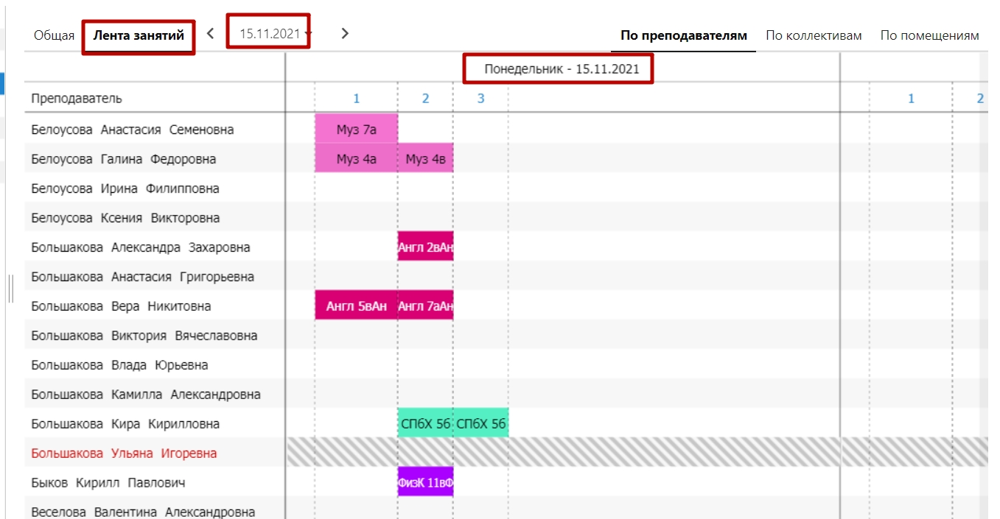 Общая Лента занятий 15.11.2021 По преподавателям По коллективам По помещениям
Понедельник - 15.11.2021
Преподаватель 1 2 3 1 2
Белоусова Анастасия Семеновна Муз 7а
Белоусова Галина Федоровна Муз 4а Муз 4в
Белоусова Ирина Филипповна
Белоусова Ксения Викторовна
Большакова Александра Захаровна Англ 2вАн
Большакова Анастасия Григорьевна
Большакова Вера Никитовна Англ 5вАн Англ 7аАн
Большакова Виктория Вячеславовна
Большакова Влада Юрьевна
Большакова Камилла Александровна
Большакова Кира Кирилловна СПбХ 5б СПбХ 5б
Большакова Ульяна Игоревна
Быков Кирилл Павлович ФизК 11вФ
Веселова Валентина Александровна